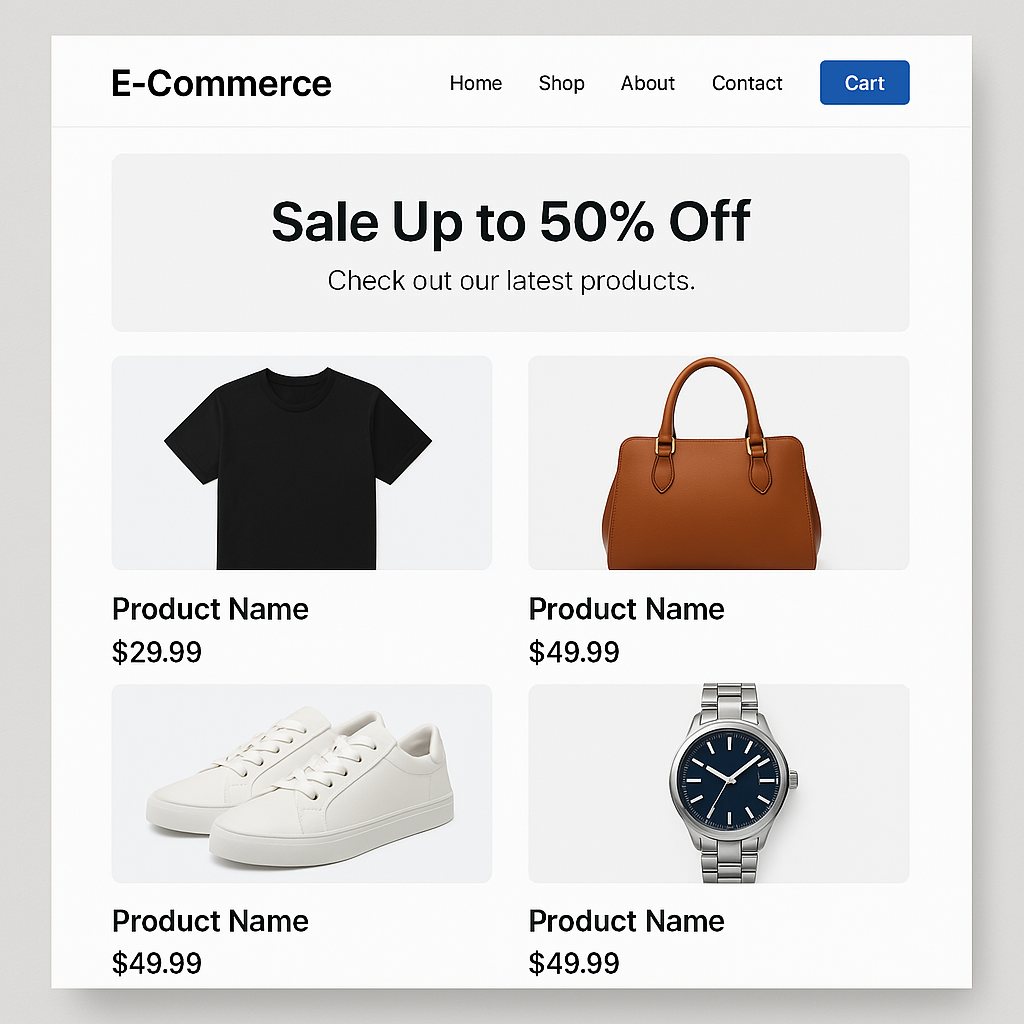 E-Commerce
Home Shop About Contact Cart
Sale Up to 50% Off
Check out our latest products.
Product Name
$29.99
Product Name
$49.99
Product Name
$49.99
Product Name
$49.99